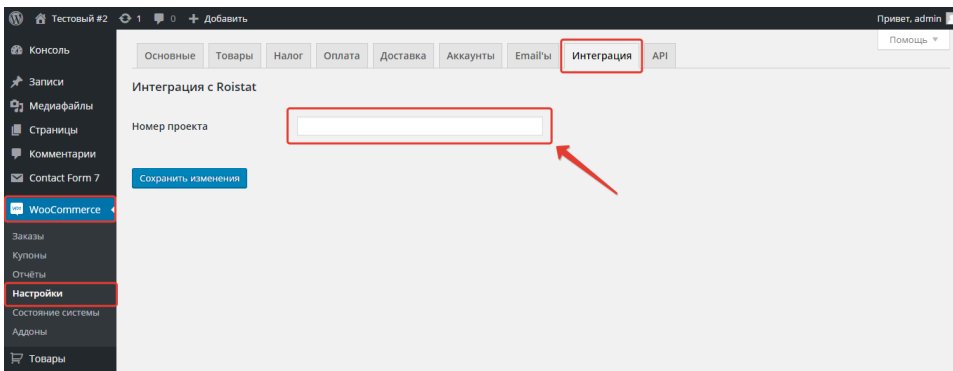 Тестовый #2 1 0 + Добавить Привет, admin
Помощь
Консоль
Записи
Медиафайлы
Страницы
Комментарии
Contact Form 7
WooCommerce
Заказы
Купоны
Отчёты
Настройки
Состояние системы
Аддоны
Товары
Основные Товары Налог Оплата Доставка Аккаунты Email'ы Интеграция API
Интеграция с Roistat
Номер проекта
Сохранить изменения